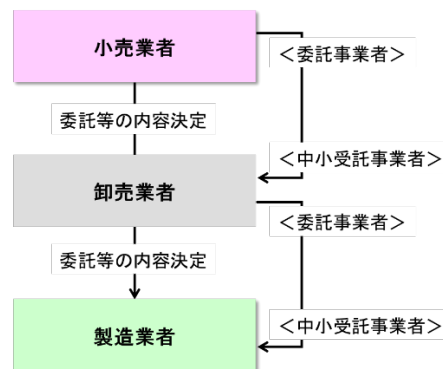 小売業者
＜委託事業者＞
委託等の内容決定
＜中小受託事業者＞
卸売業者
＜委託事業者＞
委託等の内容決定
＜中小受託事業者＞
製造業者